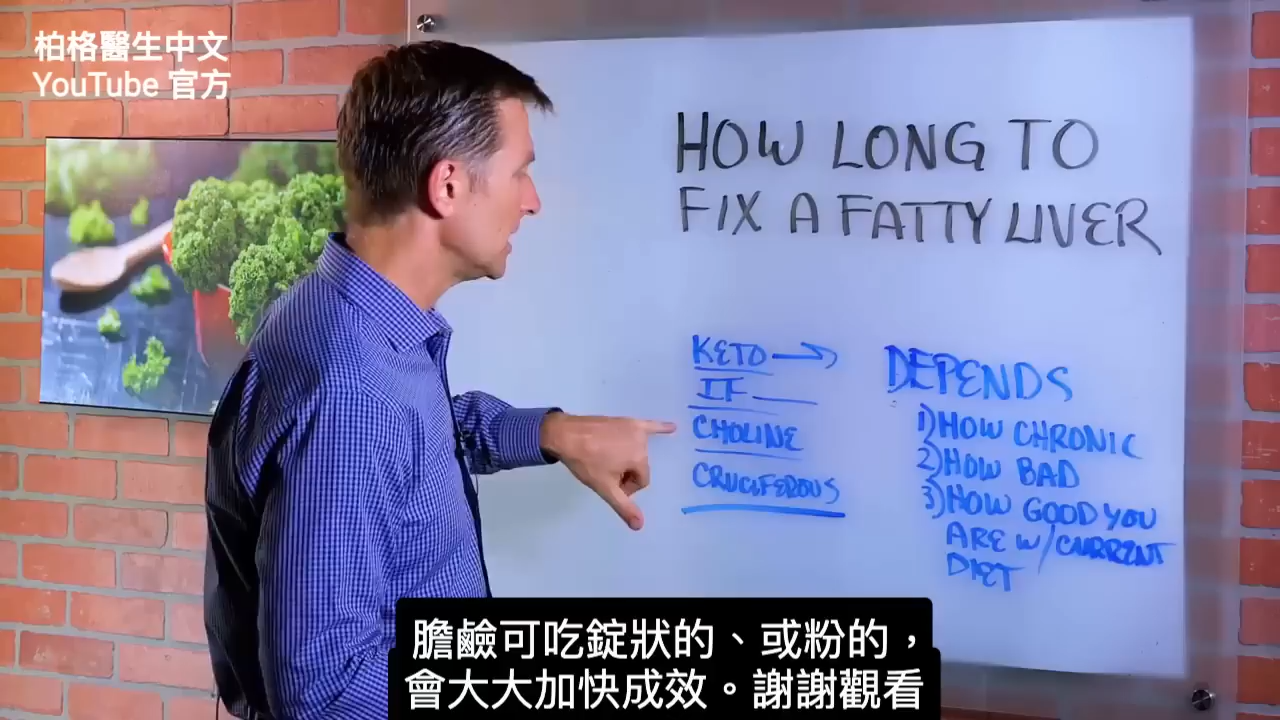 柏格醫生中文
YouTube 官方
HOW LONG TO
FIX A FATTY LIVER
KETO →
IF
CHOLINE
CRUCIFEROUS
DEPENDS
1) HOW CHRONIC
2) HOW BAD
3) HOW GOOD YOU
ARE W/CURRENT
DIET
膽鹼可吃錠狀的、或粉的，
會大大加快成效。謝謝觀看